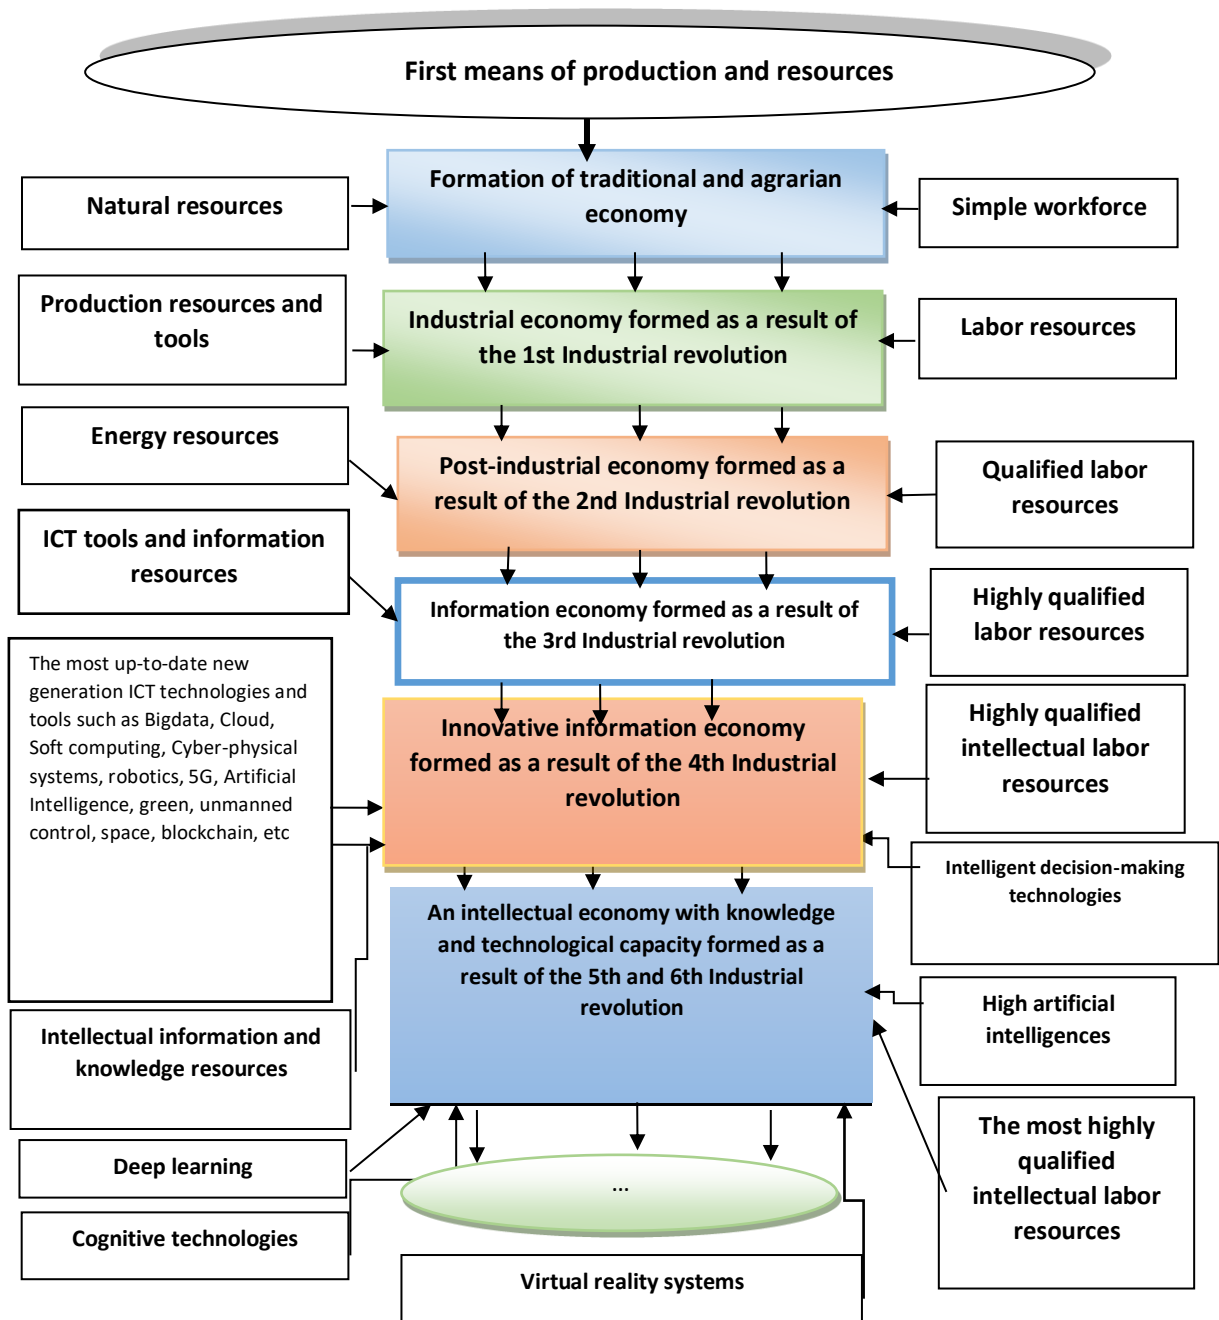 First means of production and resources
Formation of traditional and agrarian
economy
Natural resources
Simple workforce
Production resources and
tools
Industrial economy formed as a result of
the 1st Industrial revolution
Labor resources
Energy resources
Post-industrial economy formed as a
result of the 2nd Industrial revolution
Qualified labor
resources
ICT tools and information
resources
Information economy formed as a result of
the 3rd Industrial revolution
Highly qualified
labor resources
The most up-to-date new
generation ICT technologies and
tools such as Bigdata, Cloud,
Soft computing, Cyber-physical
systems, robotics, 5G, Artificial
Intelligence, green, unmanned
control, space, blockchain, etc
Innovative information economy
formed as a result of the 4th Industrial
revolution
Highly qualified
intellectual labor
resources
Intelligent decision-making
technologies
An intellectual economy with knowledge
and technological capacity formed as a
result of the 5th and 6th Industrial
revolution
High artificial
intelligences
Intellectual information and
knowledge resources
The most highly
qualified
intellectual labor
resources
Deep learning
...
Cognitive technologies
Virtual reality systems